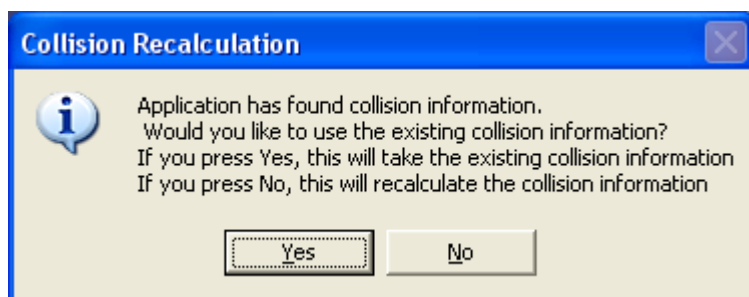 Collision Recalculation
Application has found collision information.
Would you like to use the existing collision information?
If you press Yes, this will take the existing collision information
If you press No, this will recalculate the collision information
Yes
No